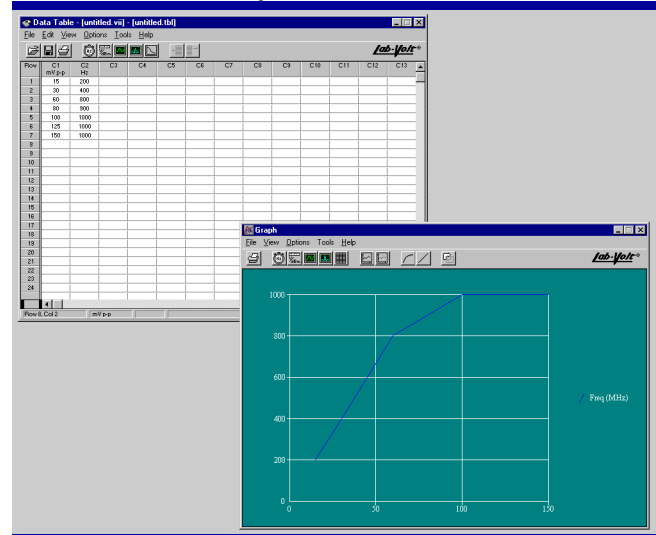 Data Table - [untitled.vii] - [untitled.tbl]
File Edit View Options Tools Help
Lab-Volt®
Row C1 C2 C3 C4 C5 C6 C7 C8 C9 C10 C11 C12 C13
mV p-p Hz
1 15 200
2 30 400
3 60 800
4 80 900
5 100 1000
6 125 1000
7 150 1000
8
9
10
11
12
13
14
15
16
17
18
19
20
21
22
23
24
Row 8, Col 2 mV p-p
Graph
File View Options Tools Help
Lab-Volt®
1000
800
600
400
200
0
0 50 100 150
Freq (MHz)